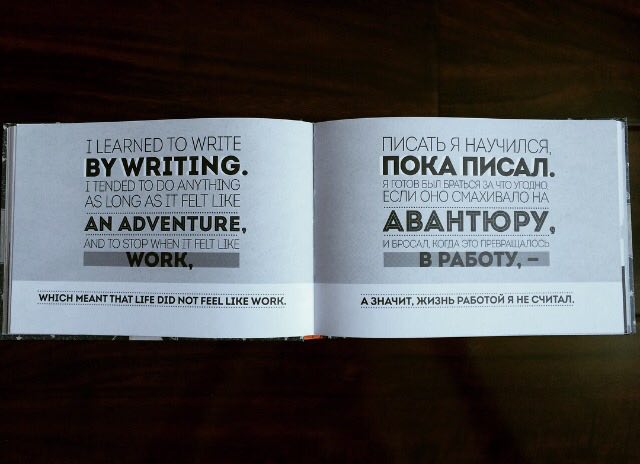 I LEARNED TO WRITE
BY WRITING.
I TENDED TO DO ANYTHING
AS LONG AS IT FELT LIKE
AN ADVENTURE,
AND TO STOP WHEN IT FELT LIKE
WORK,
WHICH MEANT THAT LIFE DID NOT FEEL LIKE WORK.
ПИСАТЬ Я НАУЧИЛСЯ,
ПОКА ПИСАЛ.
Я ГОТОВ БЫЛ БРАТЬСЯ ЗА ЧТО УГОДНО,
ЕСЛИ ОНО СМАХИВАЛО НА
АВАНТЮРУ,
И БРОСАЛ, КОГДА ЭТО ПРЕВРАЩАЛОСЬ
В РАБОТУ, –
А ЗНАЧИТ, ЖИЗНЬ РАБОТОЙ Я НЕ СЧИТАЛ.